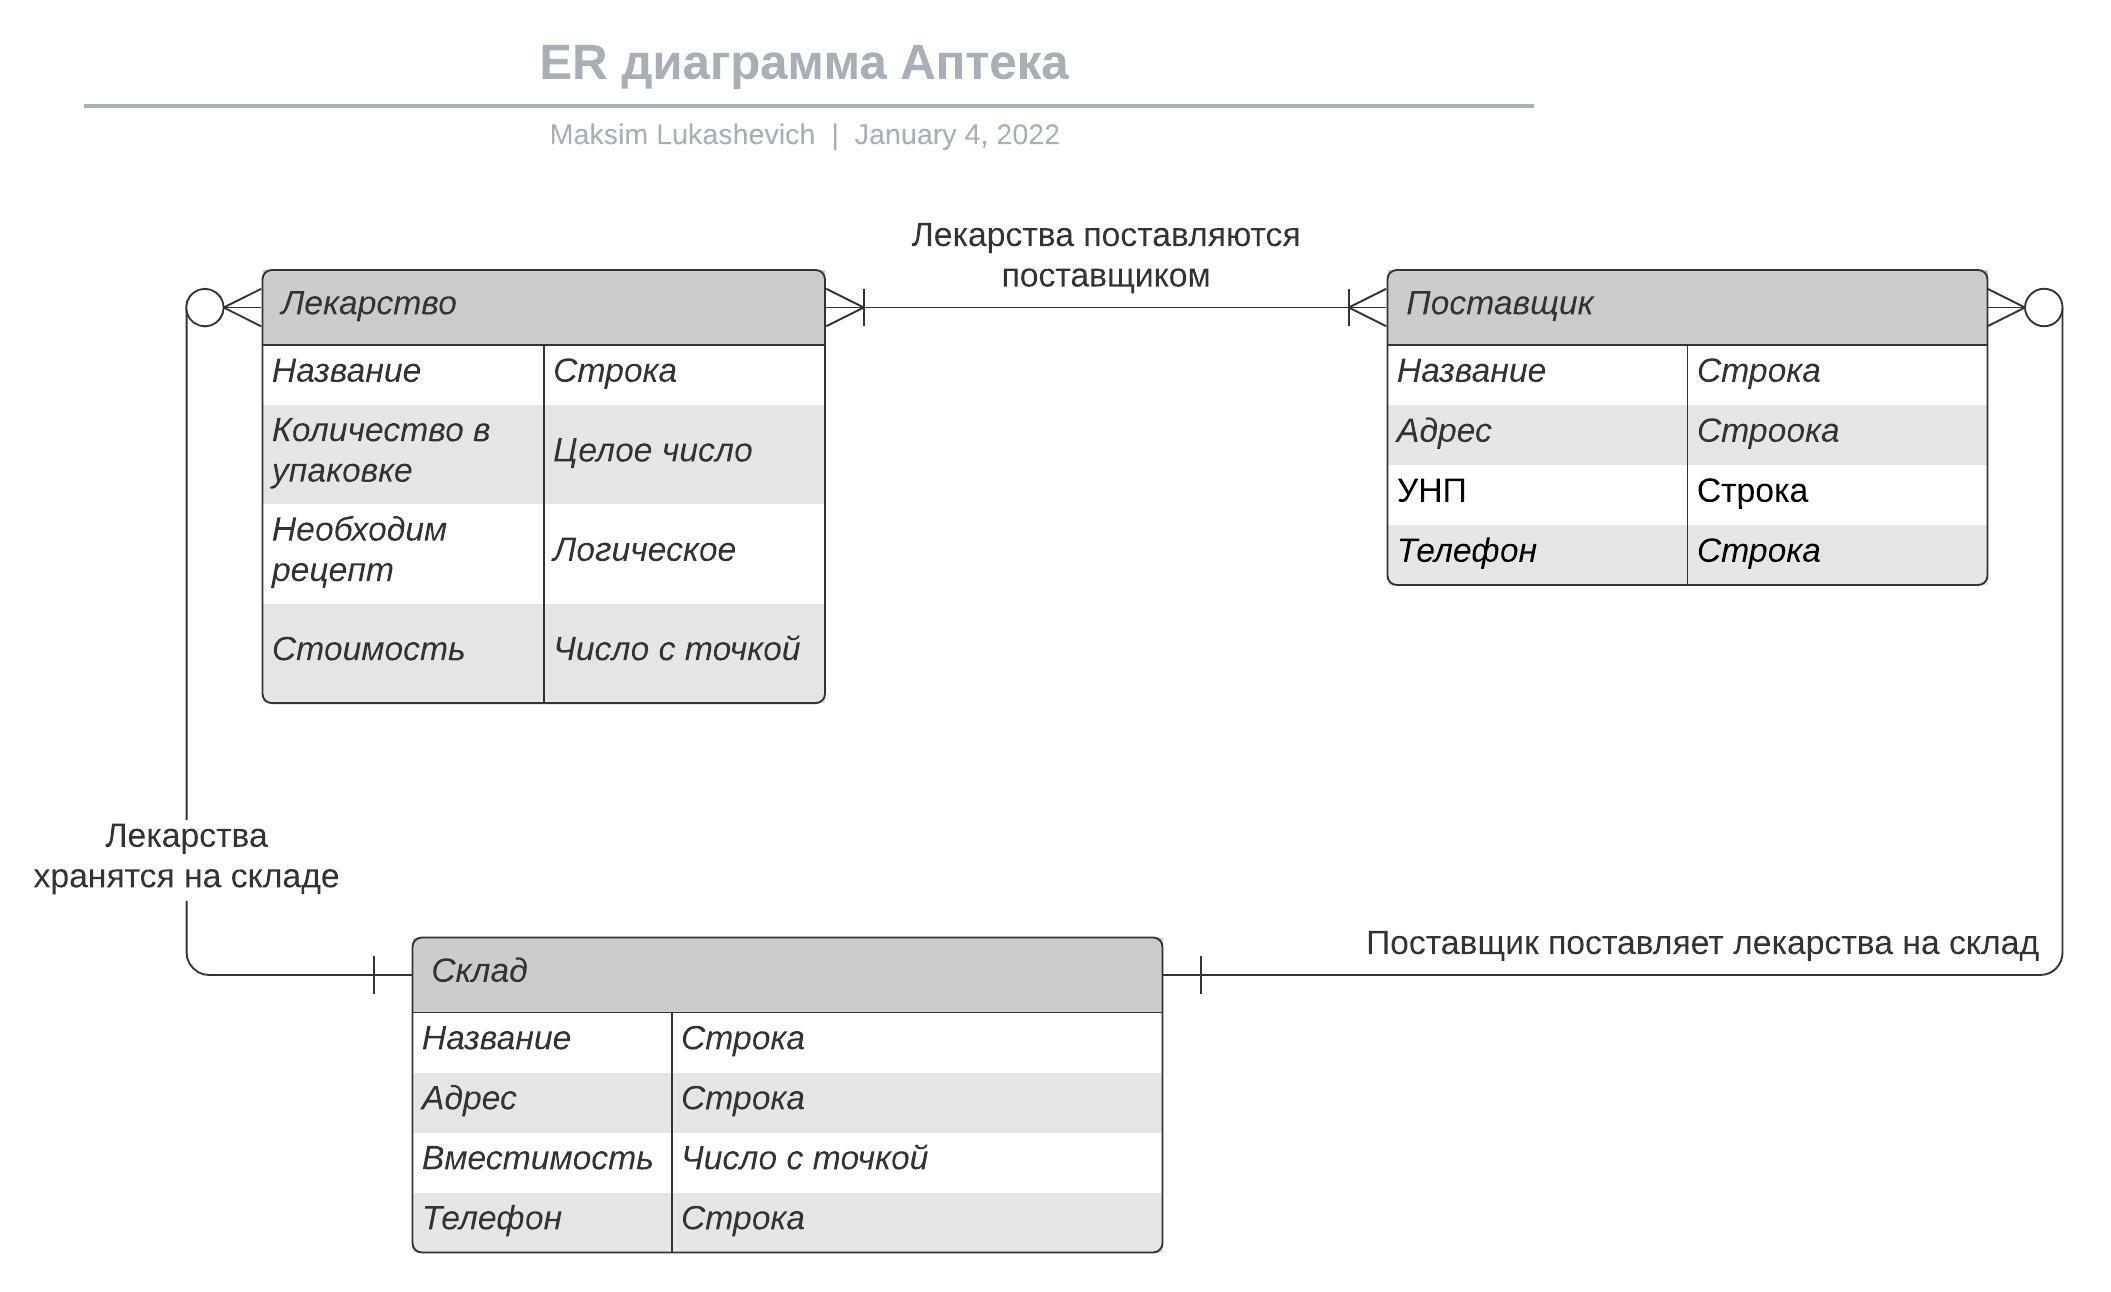 ER диаграмма Аптека
Maksim Lukashevich | January 4, 2022
Лекарства поставляются
поставщиком
Лекарство
Название Строка
Количество в
упаковке
Целое число
Необходим
рецепт
Логическое
Стоимость Число с точкой
Поставщик
Название Строка
Адрес Строока
УНП Строка
Телефон Строка
Лекарства
хранятся на складе
Поставщик поставляет лекарства на склад
Склад
Название Строка
Адрес Строка
Вместимость Число с точкой
Телефон Строка